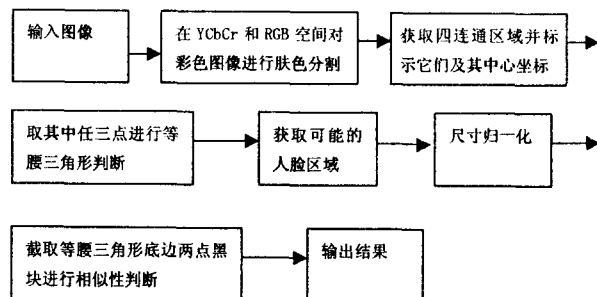 输入图像
在 YCbCr 和 RGB 空间对
彩色图像进行肤色分割
获取四连通区域并标
示它们及其中心坐标
取其中任三点进行等
腰三角形判断
获取可能的
人脸区域
尺寸归一化
截取等腰三角形底边两点黑
块进行相似性判断
输出结果